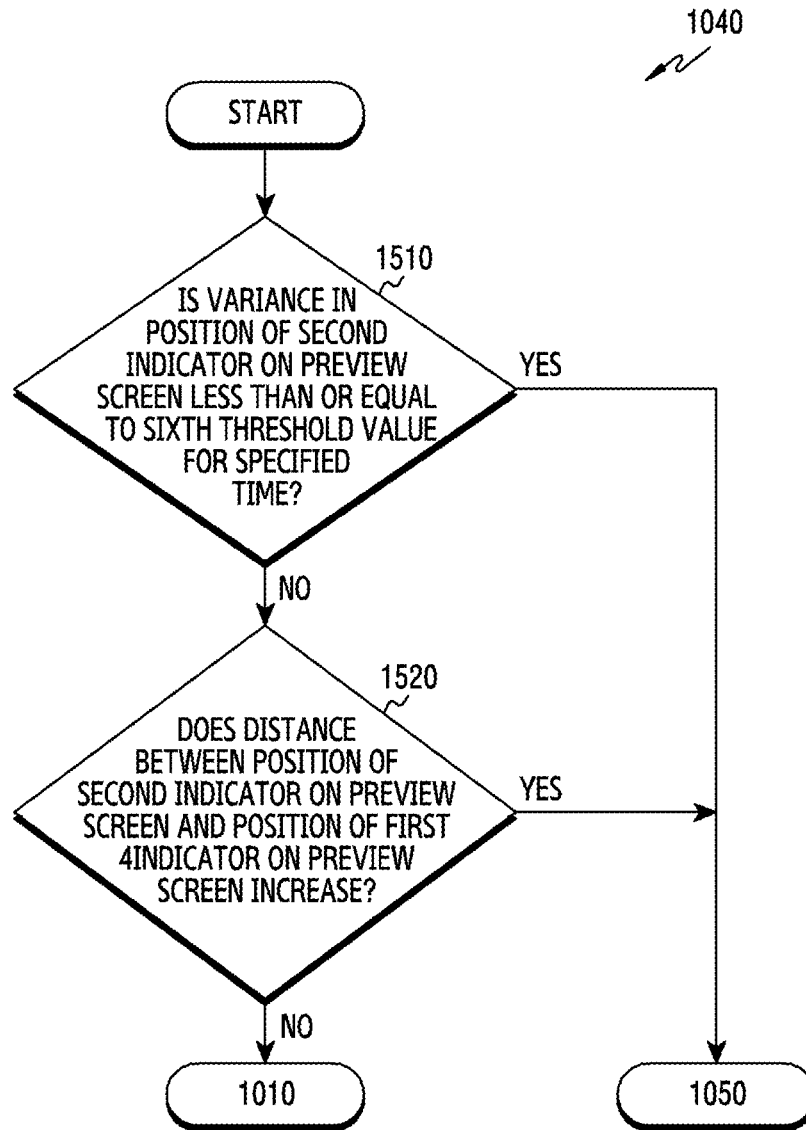 1040
START
1510
IS VARIANCE IN
POSITION OF SECOND
INDICATOR ON PREVIEW
SCREEN LESS THAN OR EQUAL
TO SIXTH THRESHOLD VALUE
FOR SPECIFIED
TIME?
YES
NO
1520
DOES DISTANCE
BETWEEN POSITION OF
SECOND INDICATOR ON PREVIEW
SCREEN AND POSITION OF FIRST
4INDICATOR ON PREVIEW
SCREEN INCREASE?
YES
NO
1010
1050